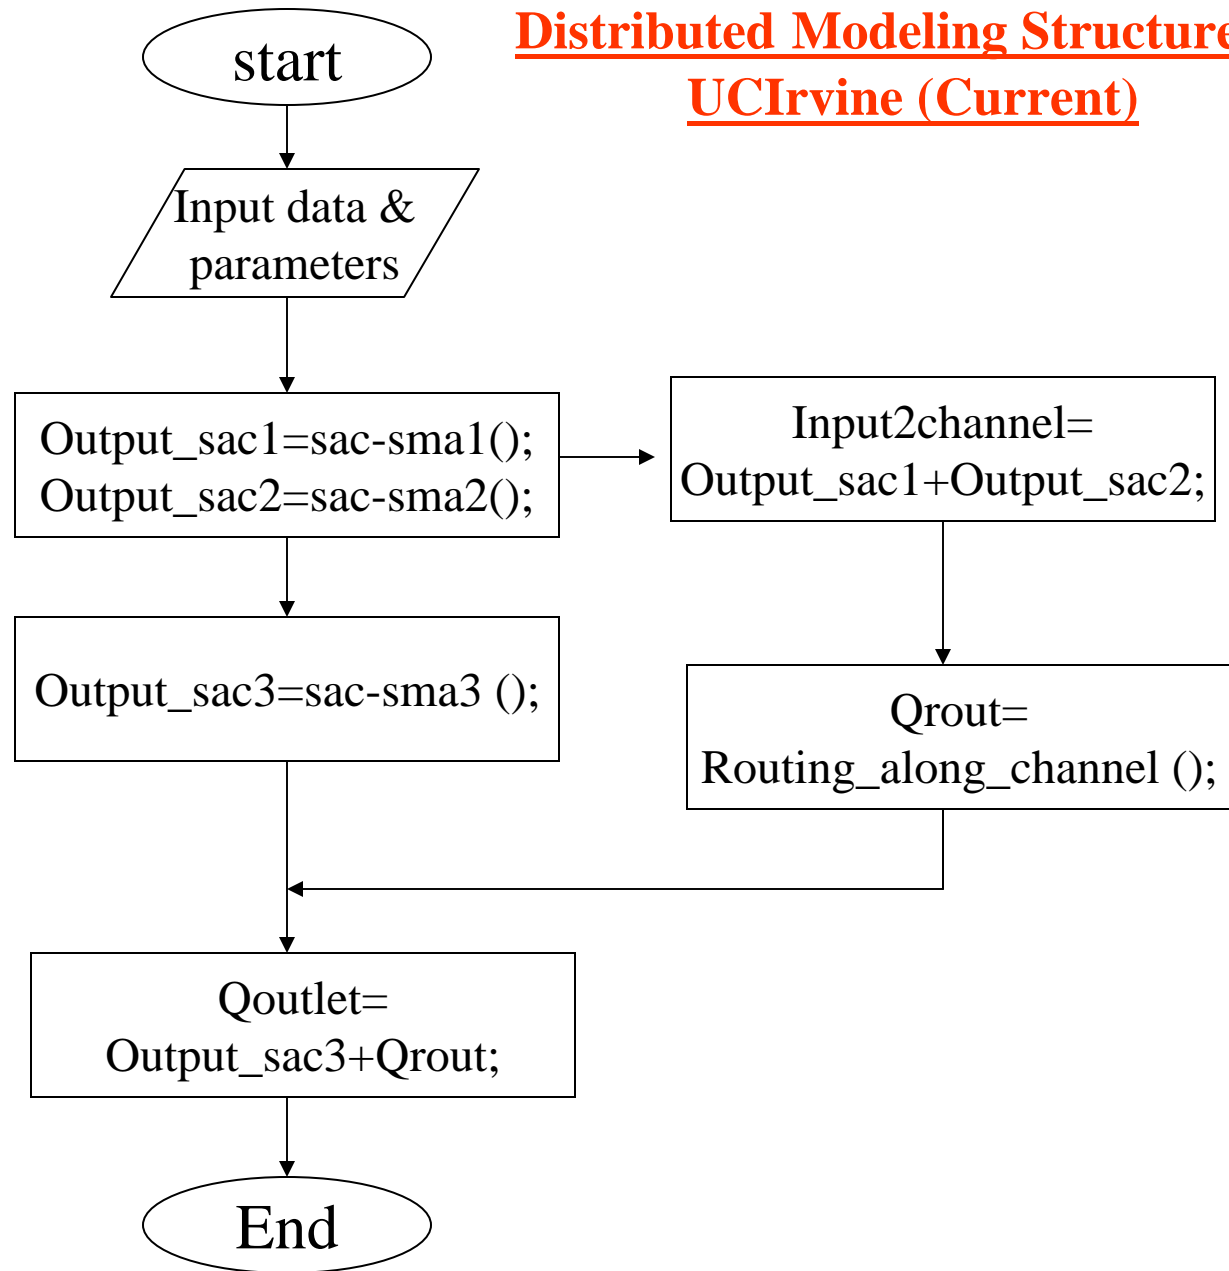 Distributed Modeling Structure
UCIrvine (Current)
start
Input data &
parameters
Output_sac1=sac-sma1();
Output_sac2=sac-sma2();
Input2channel=
Output_sac1+Output_sac2;
Output_sac3=sac-sma3 ();
Qrout=
Routing_along_channel ();
Qoutlet=
Output_sac3+Qrout;
End